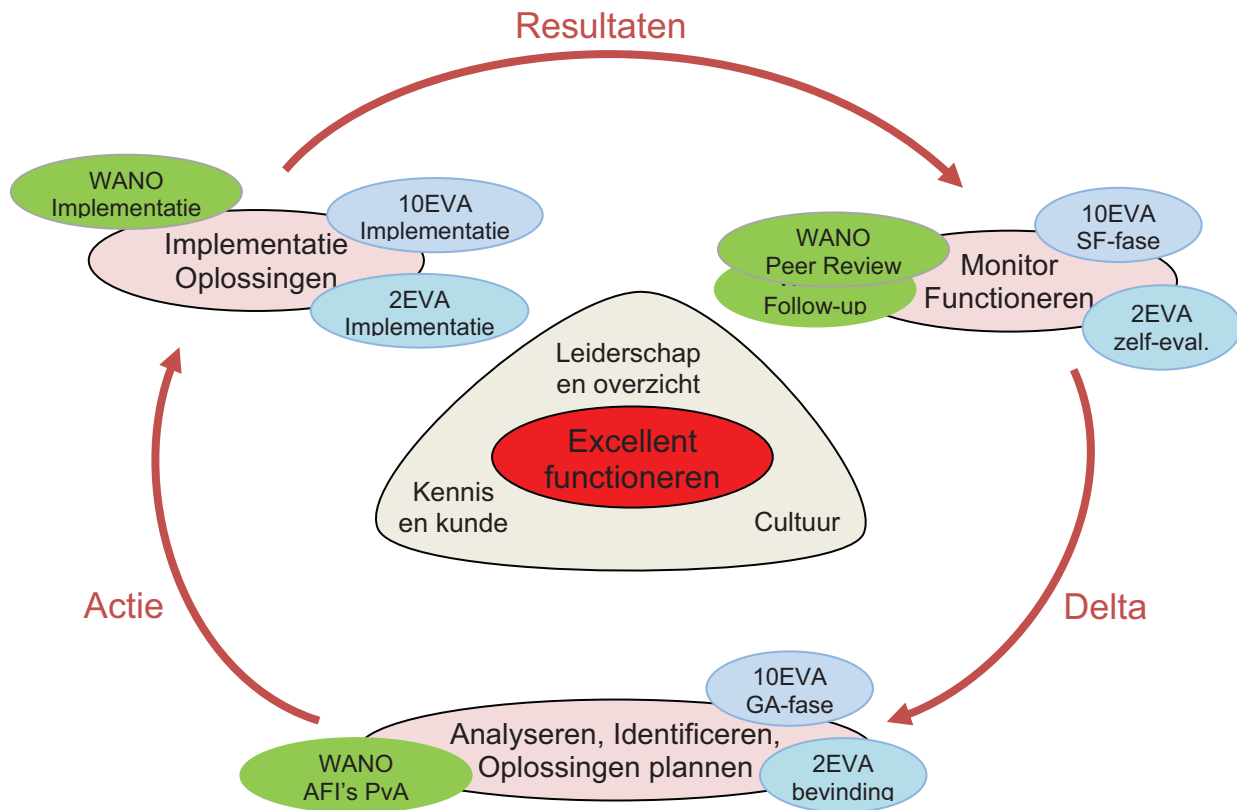 Resultaten
WANO
Implementatie
10EVA
Implementatie
Implementatie
Oplossingen
2EVA
Implementatie
10EVA
SF-fase
WANO
Peer Review
Follow-up
Monitor
Functioneren
2EVA
zelf-eval.
Leiderschap
en overzicht
Excellent
functioneren
Kennis
en kunde
Cultuur
Actie
Delta
10EVA
GA-fase
Analyseren, Identificeren,
Oplossingen plannen
WANO
AFI's PvA
2EVA
bevinding